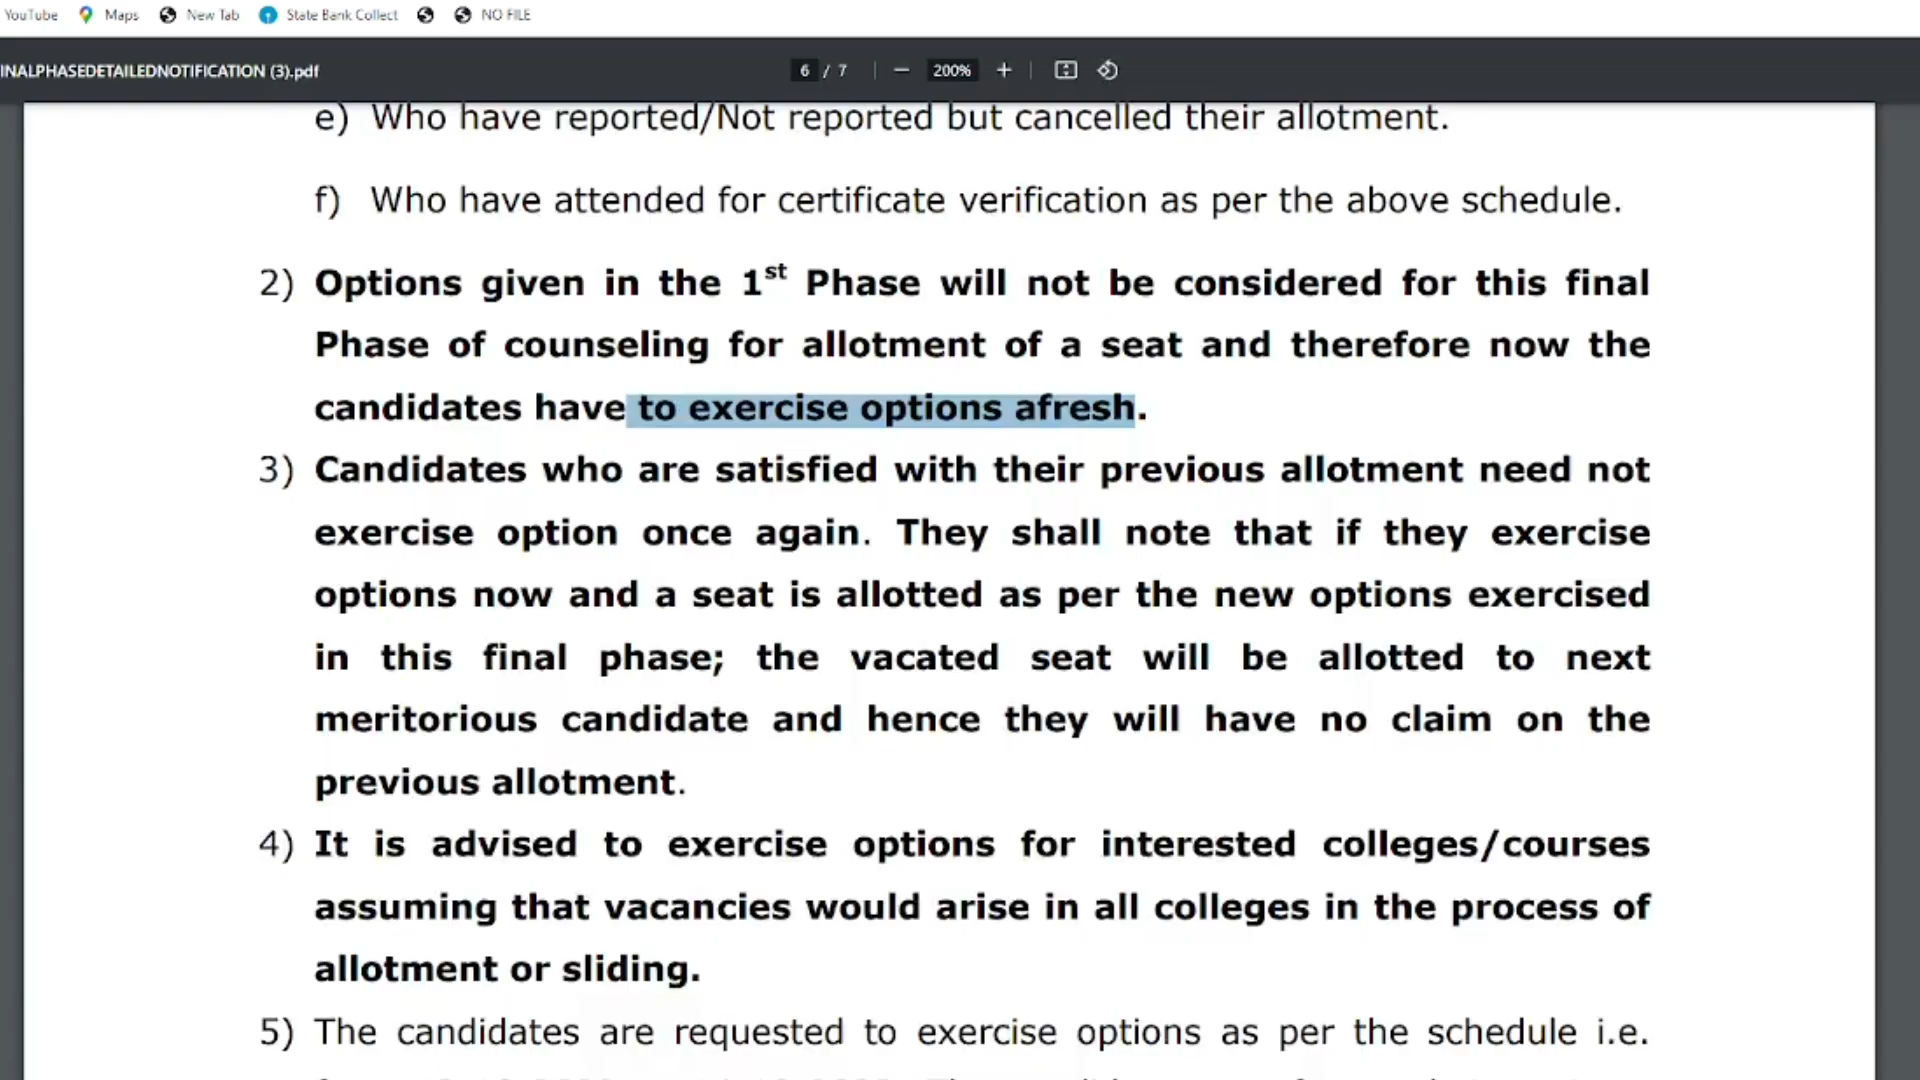 YouTube Maps New Tab State Bank Collect NO FILE
INALPHASEDETAILEDNOTIFICATION (3).pdf 6 / 7 — 200% +
e) Who have reported/Not reported but cancelled their allotment.
f) Who have attended for certificate verification as per the above schedule.
2) Options given in the 1st Phase will not be considered for this final
Phase of counseling for allotment of a seat and therefore now the
candidates have to exercise options afresh.
3) Candidates who are satisfied with their previous allotment need not
exercise option once again. They shall note that if they exercise
options now and a seat is allotted as per the new options exercised
in this final phase; the vacated seat will be allotted to next
meritorious candidate and hence they will have no claim on the
previous allotment.
4) It is advised to exercise options for interested colleges/courses
assuming that vacancies would arise in all colleges in the process of
allotment or sliding.
5) The candidates are requested to exercise options as per the schedule i.e.